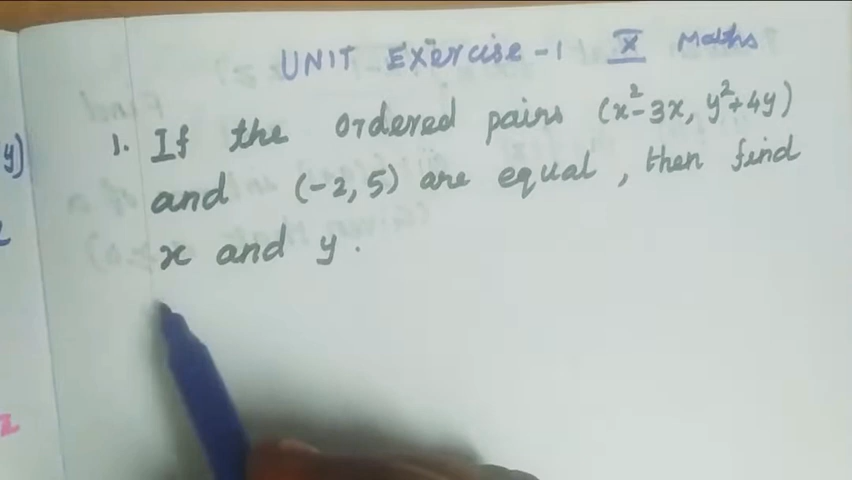 UNIT Exercise - 1 X Maths
1. If the ordered pairs (x²-3x, y²+4y)
and (-2, 5) are equal, then find
x and y.
y)
2